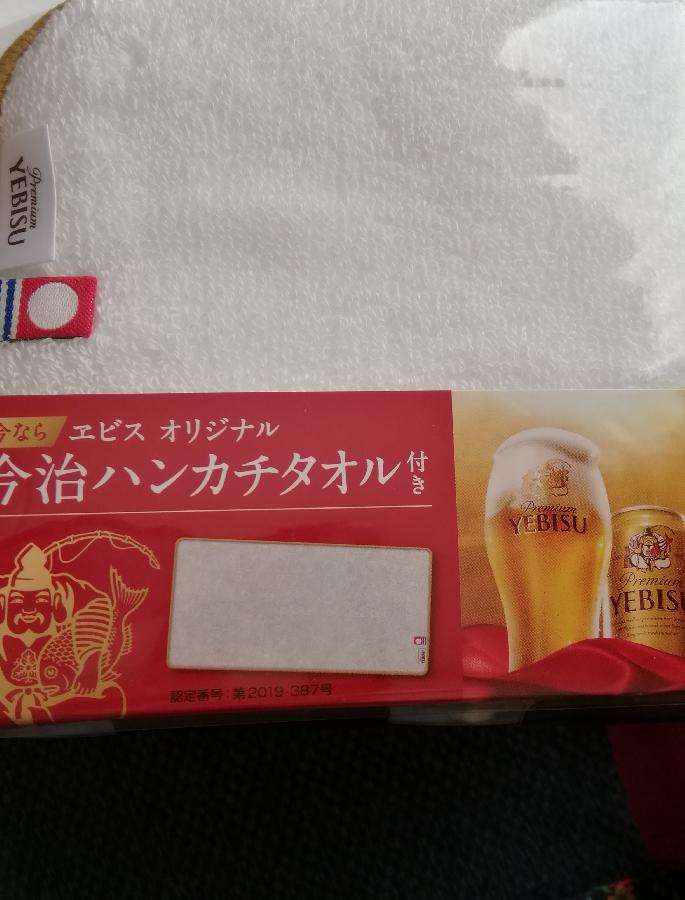 Premium
YEBISU
今なら
ヱビス オリジナル
今治ハンカチタオル付き
Premium
YEBISU
Premium
YEBISU
認定番号:第2019-387号